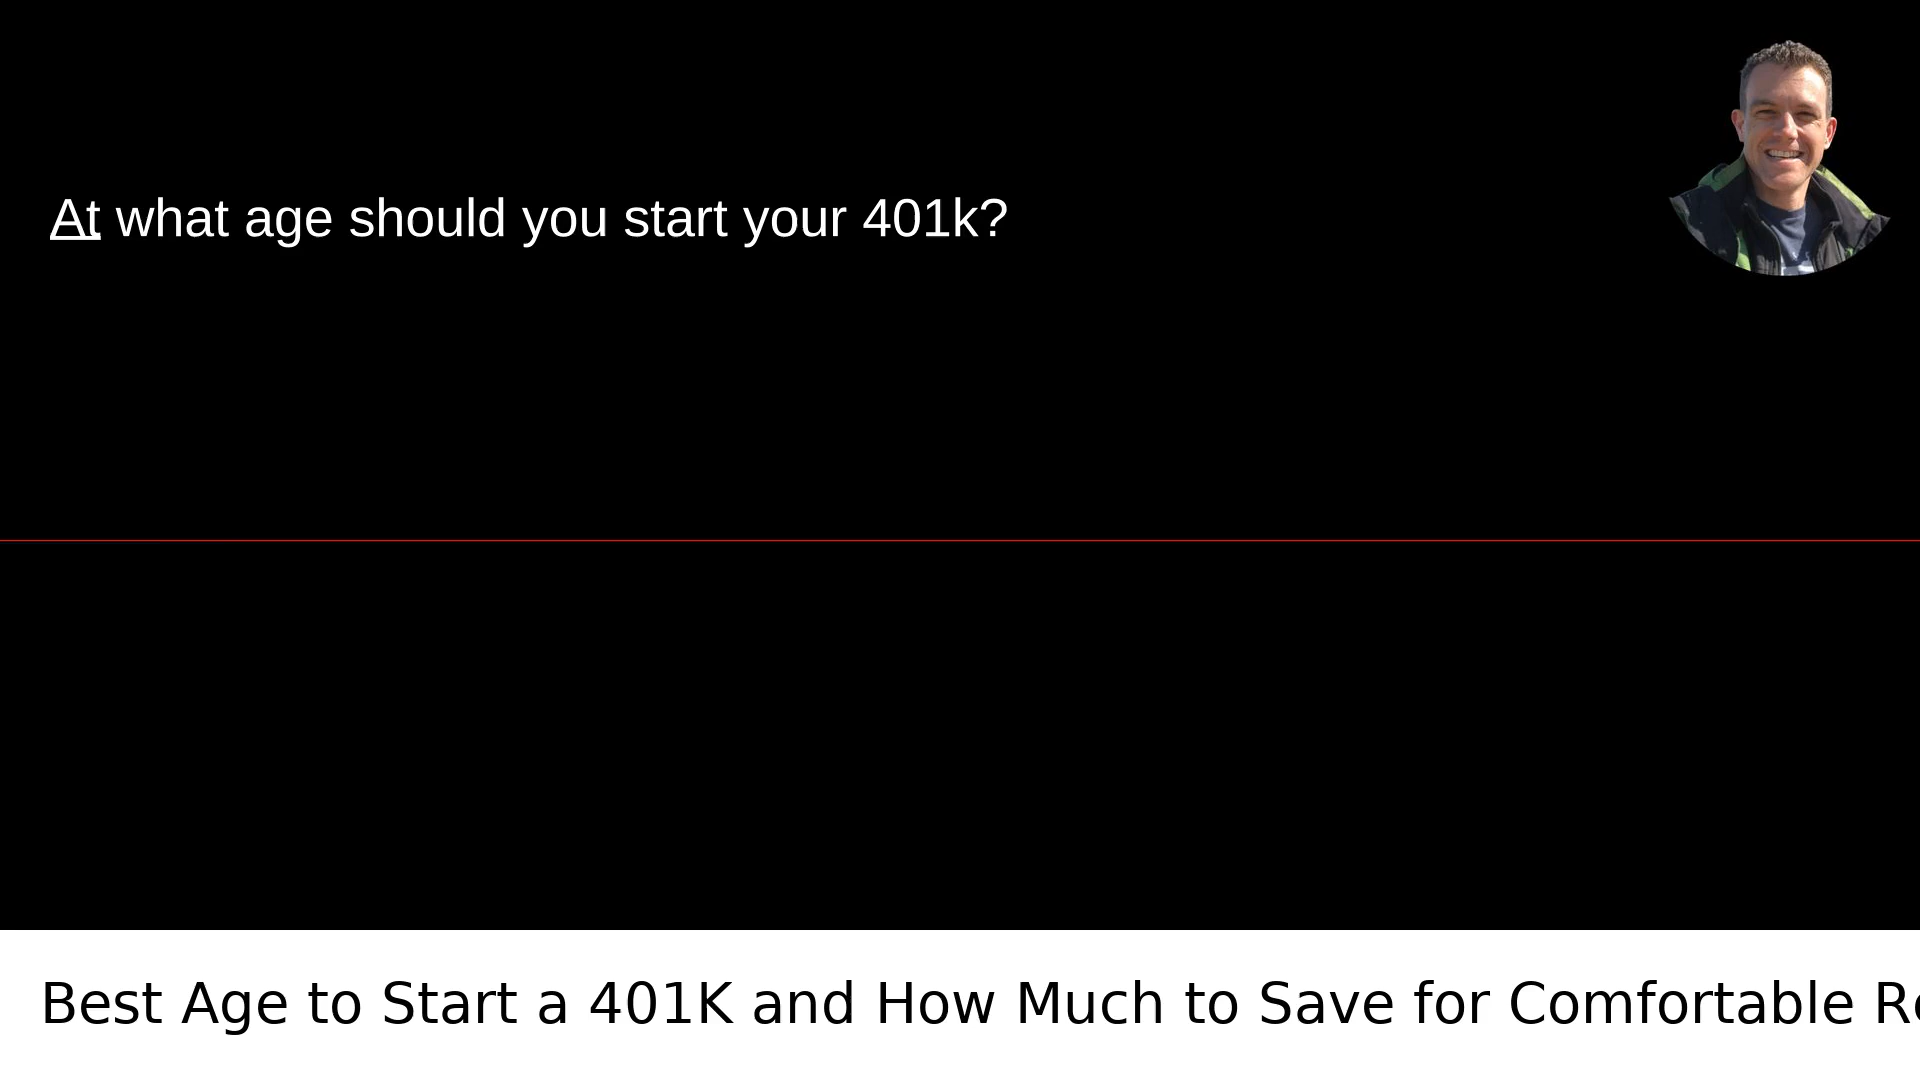 At what age should you start your 401k?
Best Age to Start a 401K and How Much to Save for Comfortable